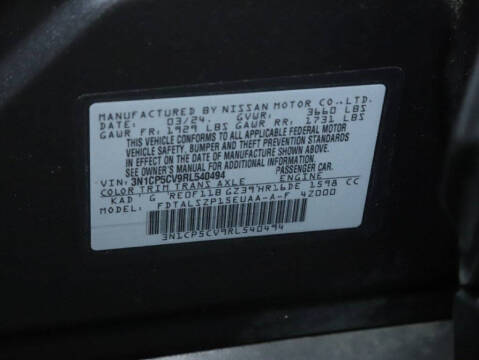 MANUFACTURED BY NISSAN MOTOR CO.,LTD.
03/24. GVWR: 3660 LBS
GAWR FR: 1929 LBS GAWR RR: 1731 LBS
THIS VEHICLE CONFORMS TO ALL APPLICABLE FEDERAL MOTOR
VEHICLE SAFETY, BUMPER, AND THEFT PREVENTION
STANDARDS IN EFFECT ON THE DATE OF MANUFACTURE SHOWN ABOVE.
SEE OWNER'S MANUAL FOR ADDITIONAL INFORMATION.
VIN: 3N1CP5CV9RL540494 PASSENGER CAR.
COLOR TRIM TRANS AXLE ENGINE
KAD G RE0F11B GZ39 HR16DE 1598 CC
MODEL: FDTALSZP15EUAA-A-F 42000
3N1CP5CV9RL540494